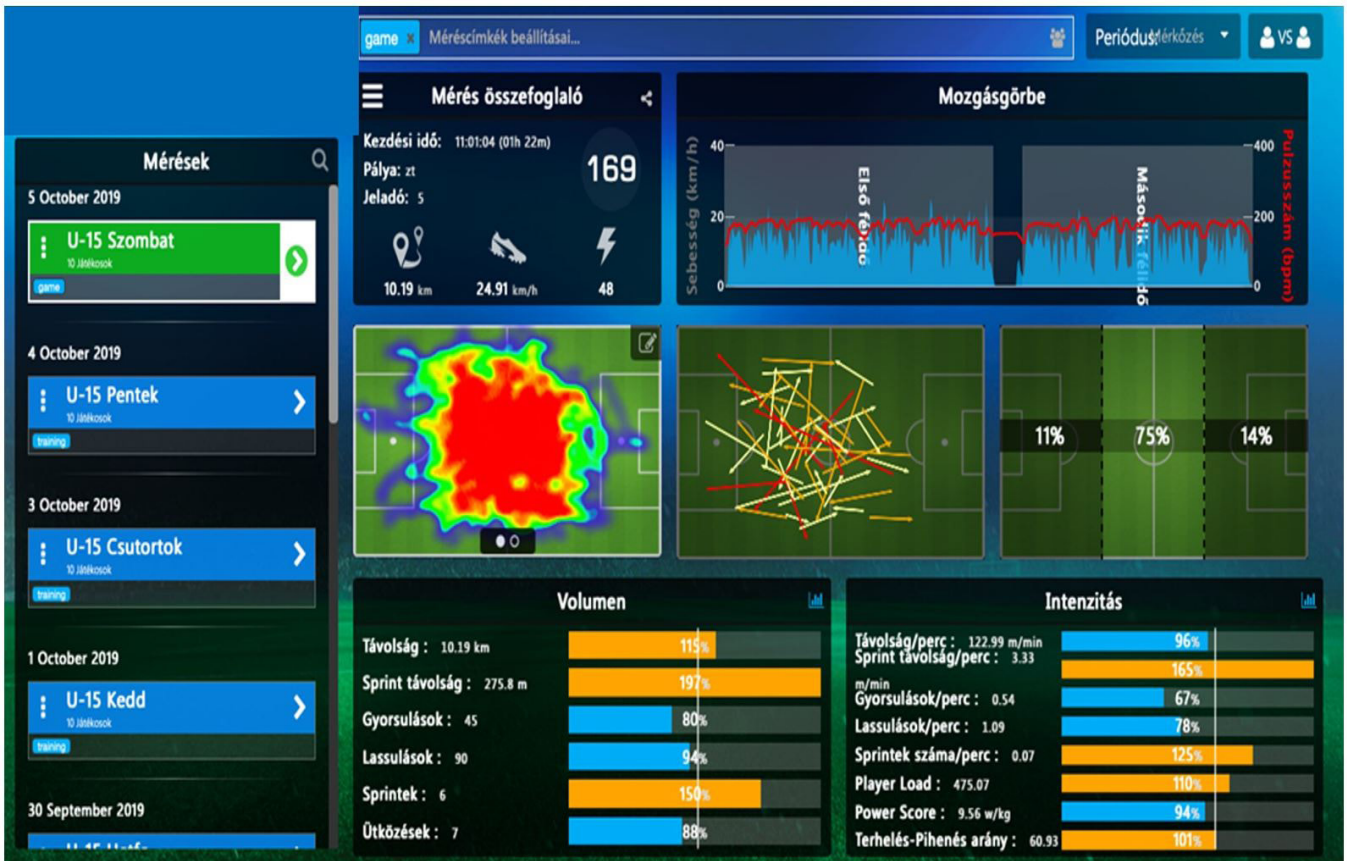 game × Méréscímkék beállításai...
Periódus: Mérkőzés
VS
Mérések
5 October 2019
U-15 Szombat
10 Játékosok
game
4 October 2019
U-15 Pentek
10 Játékosok
training
3 October 2019
U-15 Csutortok
10 Játékosok
training
1 October 2019
U-15 Kedd
10 Játékosok
training
30 September 2019
Mérés összefoglaló
Kezdési idő: 11:01:04 (01h 22m)
Pálya: zt
Jeladó: 5
169
10.19 km 24.91 km/h 48
Mozgásgörbe
Sebesség (km/h)
40
20
0
Első félidő
Második félidő
400
200
0
Pulzusszám (bpm)
11% 75% 14%
Volumen
Távolság : 10.19 km 115%
Sprint távolság : 275.8 m 197%
Gyorsulások : 45 80%
Lassulások : 90 94%
Sprintek : 6 150%
Ütközések : 7 88%
Intenzitás
Távolság/perc : 122.99 m/min 96%
Sprint távolság/perc : 3.33 m/min 165%
Gyorsulások/perc : 0.54 67%
Lassulások/perc : 1.09 78%
Sprintek száma/perc : 0.07 125%
Player Load : 475.07 110%
Power Score : 9.56 w/kg 94%
Terhelés-Pihenés arány : 60.93 101%